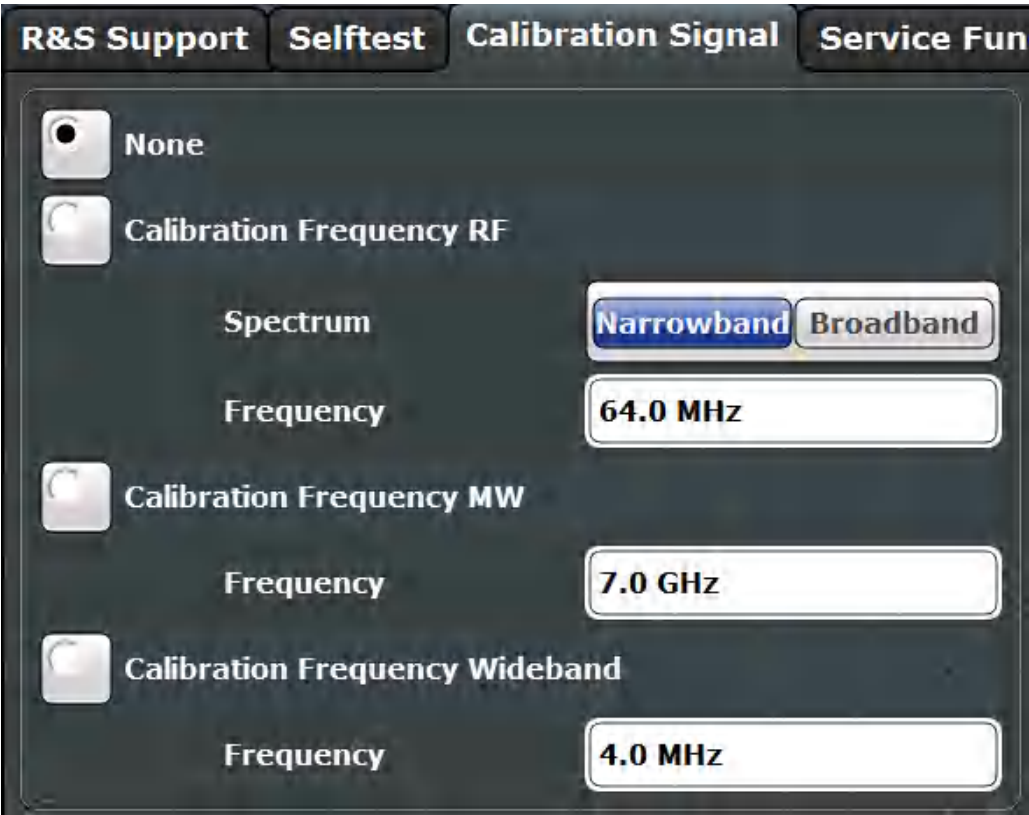 R&S Support Selftest Calibration Signal Service Fun
None
Calibration Frequency RF
Spectrum Narrowband Broadband
Frequency 64.0 MHz
Calibration Frequency MW
Frequency 7.0 GHz
Calibration Frequency Wideband
Frequency 4.0 MHz